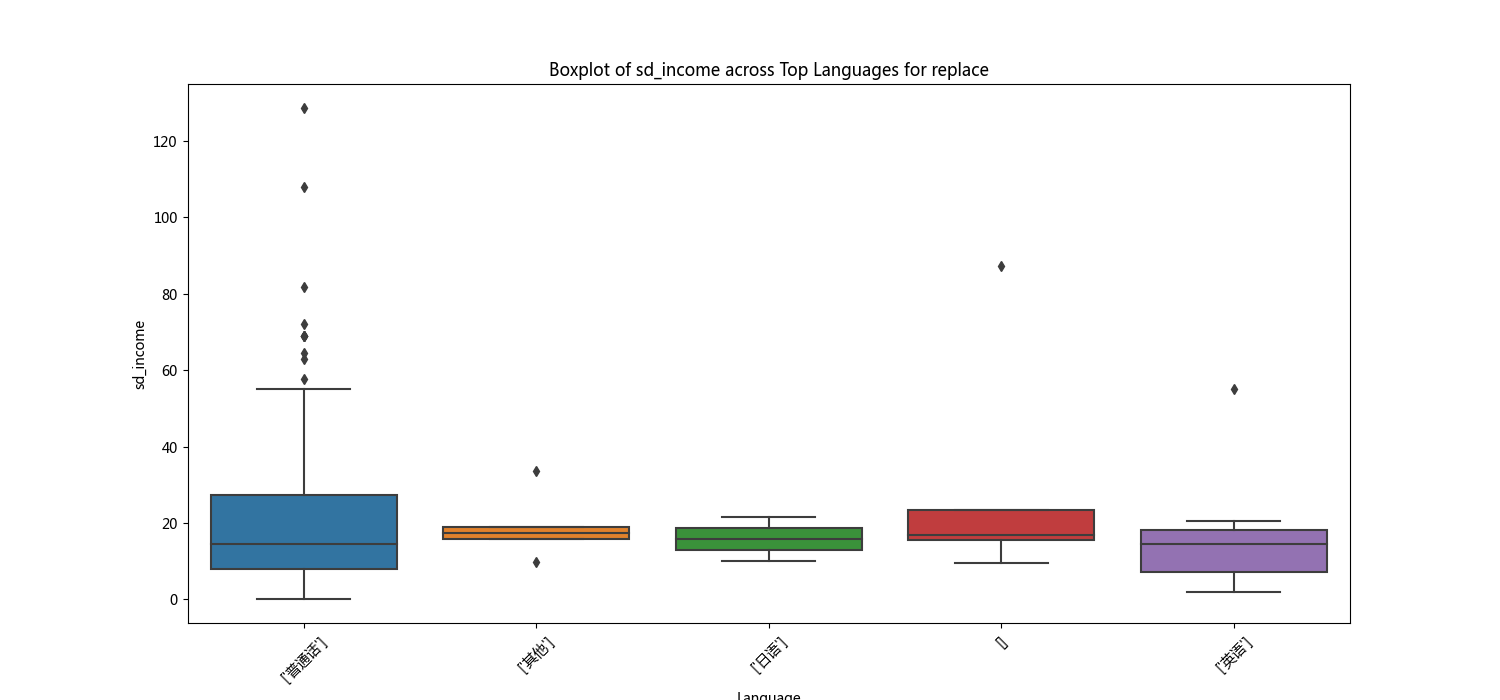 Boxplot of sd_income across Top Languages for replace
120
100
80
60
40
20
0
sd_income
['普通话']
['其他']
['日语']
[]
['英语']
Language